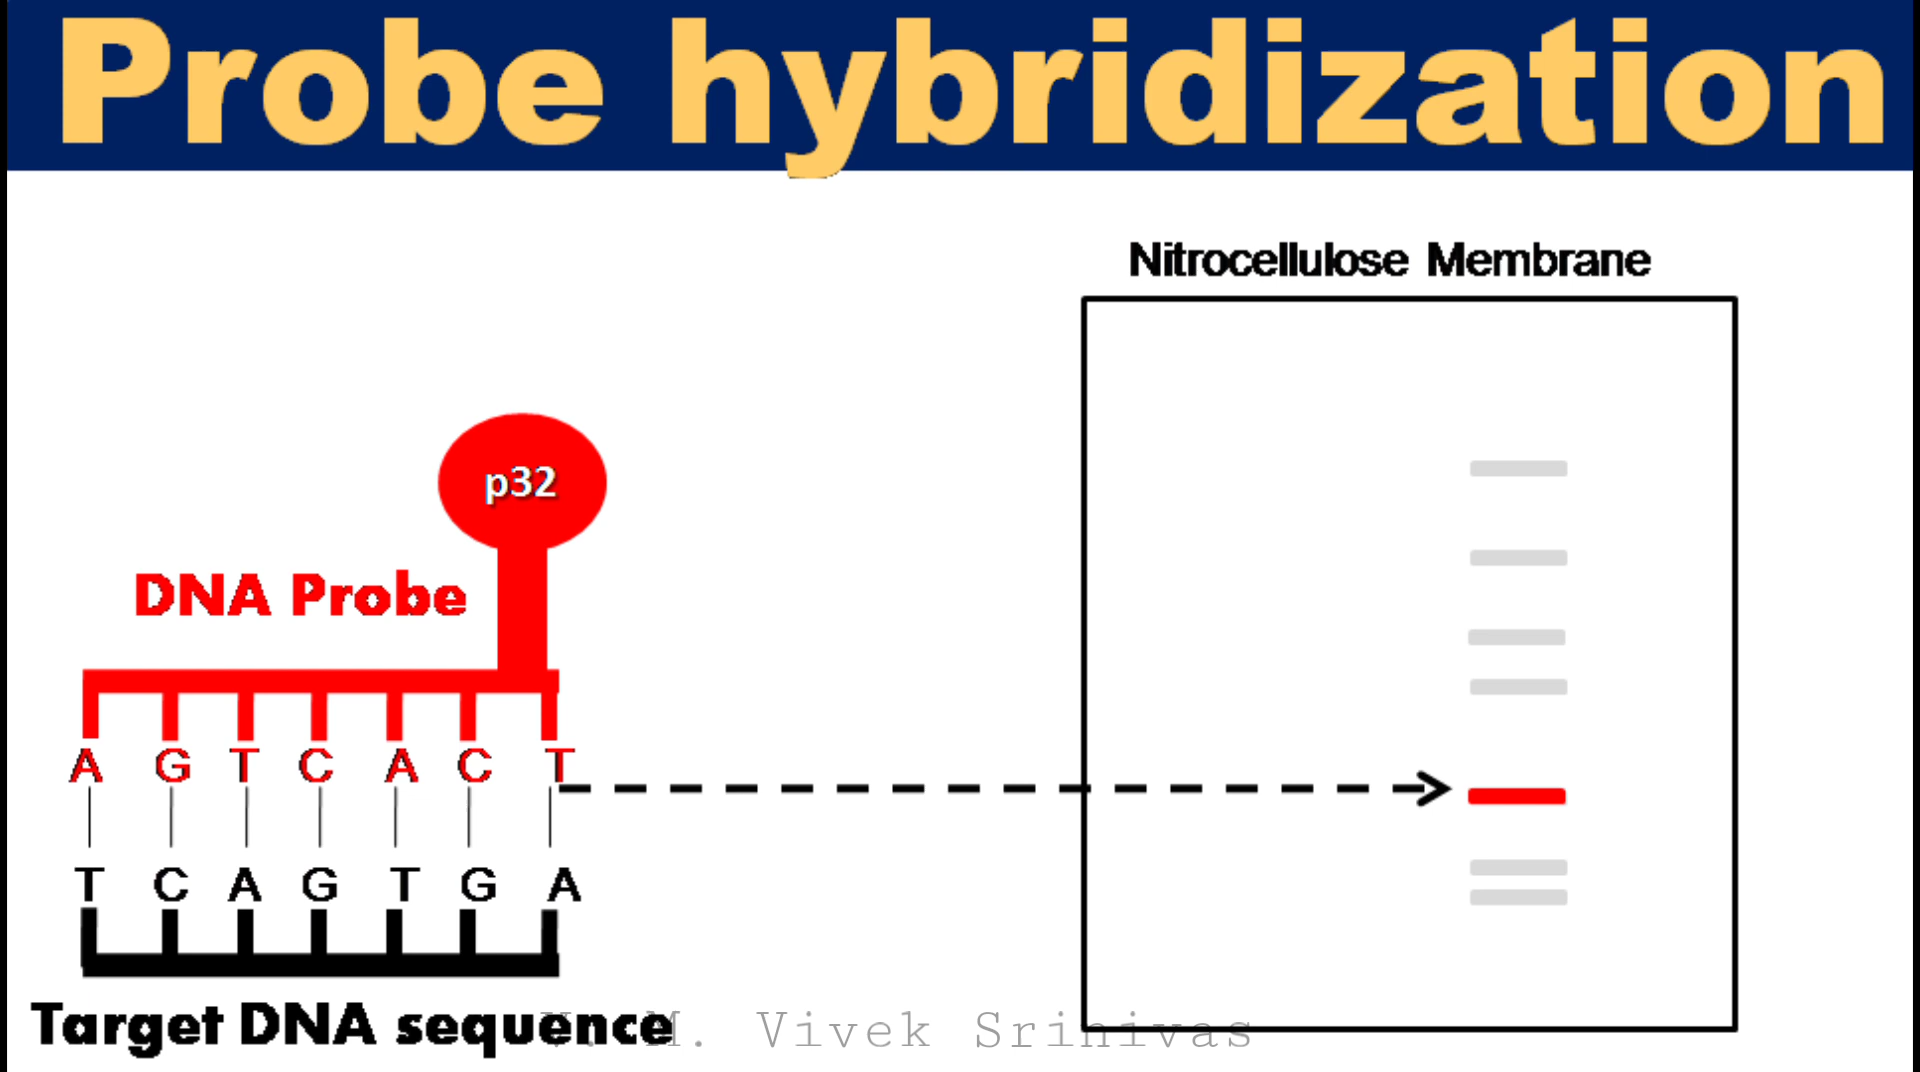 Probe hybridization
Nitrocellulose Membrane
p32
DNA Probe
A G T C A C T
T C A G T G A
Target DNA sequence
V. M. Vivek Srinivas